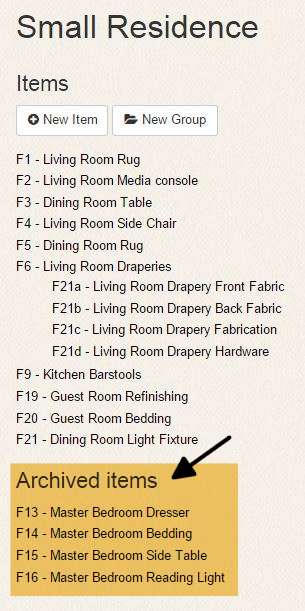 Small Residence
Items
New Item New Group
F1 - Living Room Rug
F2 - Living Room Media console
F3 - Dining Room Table
F4 - Living Room Side Chair
F5 - Dining Room Rug
F6 - Living Room Draperies
F21a - Living Room Drapery Front Fabric
F21b - Living Room Drapery Back Fabric
F21c - Living Room Drapery Fabrication
F21d - Living Room Drapery Hardware
F9 - Kitchen Barstools
F19 - Guest Room Refinishing
F20 - Guest Room Bedding
F21 - Dining Room Light Fixture
Archived items
F13 - Master Bedroom Dresser
F14 - Master Bedroom Bedding
F15 - Master Bedroom Side Table
F16 - Master Bedroom Reading Light